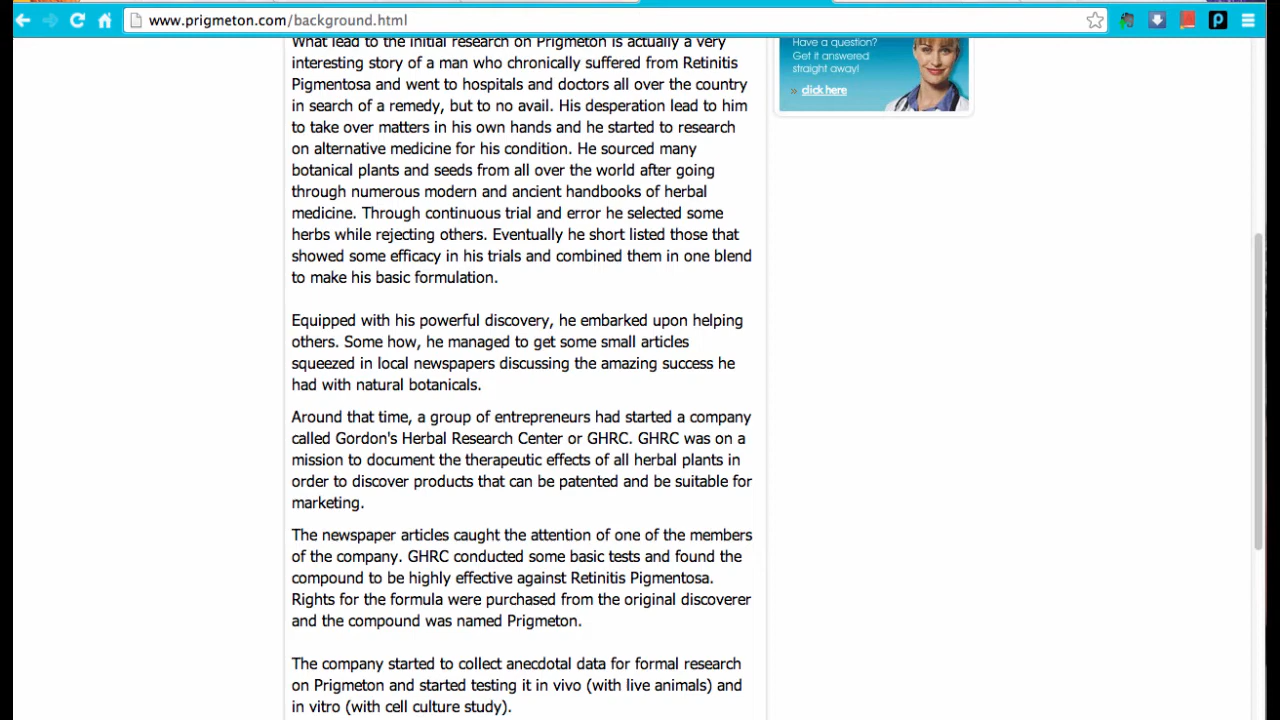 www.prigmeton.com/background.html
What lead to the initial research on Prigmeton is actually a very
interesting story of a man who chronically suffered from Retinitis
Pigmentosa and went to hospitals and doctors all over the country
in search of a remedy, but to no avail. His desperation lead to him
to take over matters in his own hands and he started to research
on alternative medicine for his condition. He sourced many
botanical plants and seeds from all over the world after going
through numerous modern and ancient handbooks of herbal
medicine. Through continuous trial and error he selected some
herbs while rejecting others. Eventually he short listed those that
showed some efficacy in his trials and combined them in one blend
to make his basic formulation.
Equipped with his powerful discovery, he embarked upon helping
others. Some how, he managed to get some small articles
squeezed in local newspapers discussing the amazing success he
had with natural botanicals.
Around that time, a group of entrepreneurs had started a company
called Gordon's Herbal Research Center or GHRC. GHRC was on a
mission to document the therapeutic effects of all herbal plants in
order to discover products that can be patented and be suitable for
marketing.
The newspaper articles caught the attention of one of the members
of the company. GHRC conducted some basic tests and found the
compound to be highly effective against Retinitis Pigmentosa.
Rights for the formula were purchased from the original discoverer
and the compound was named Prigmeton.
The company started to collect anecdotal data for formal research
on Prigmeton and started testing it in vivo (with live animals) and
in vitro (with cell culture study).
Have a question?
Get it answered
straight away!
» click here